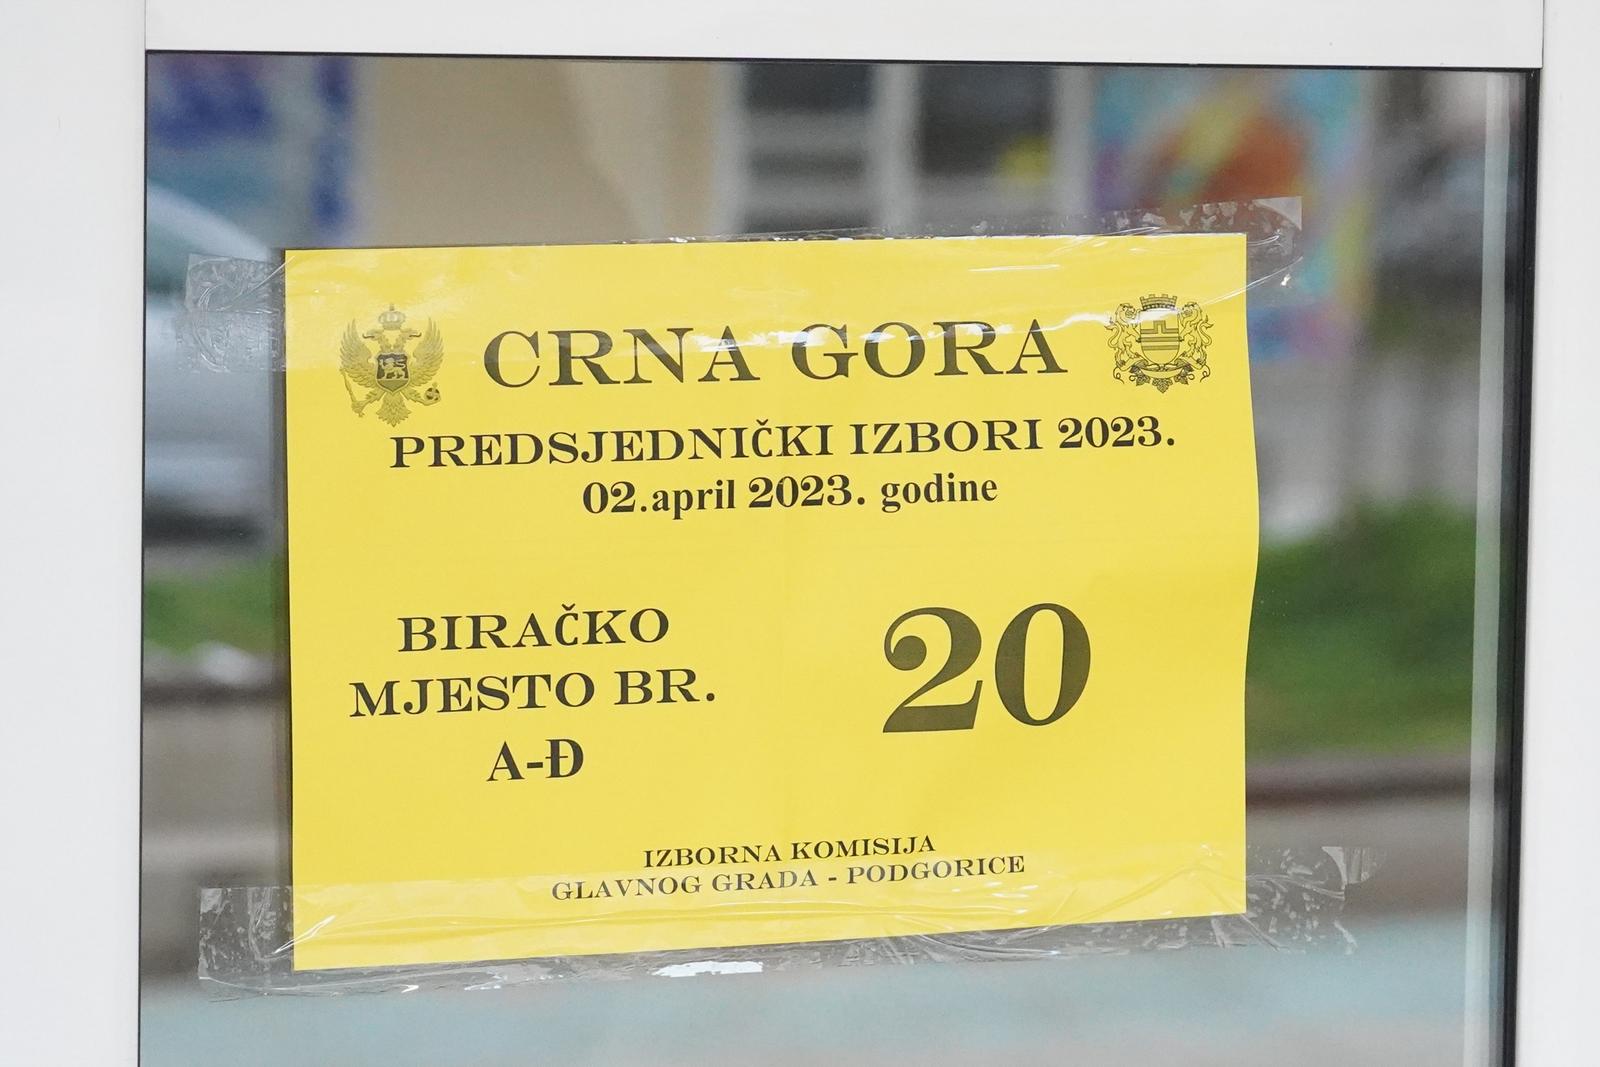 CRNA GORA
PREDSJEDNIČKI IZBORI 2023.
02.april 2023. godine
BIRAČKO
MJESTO BR.
A-Đ
20
IZBORNA KOMISIJA
GLAVNOG GRADA - PODGORICE